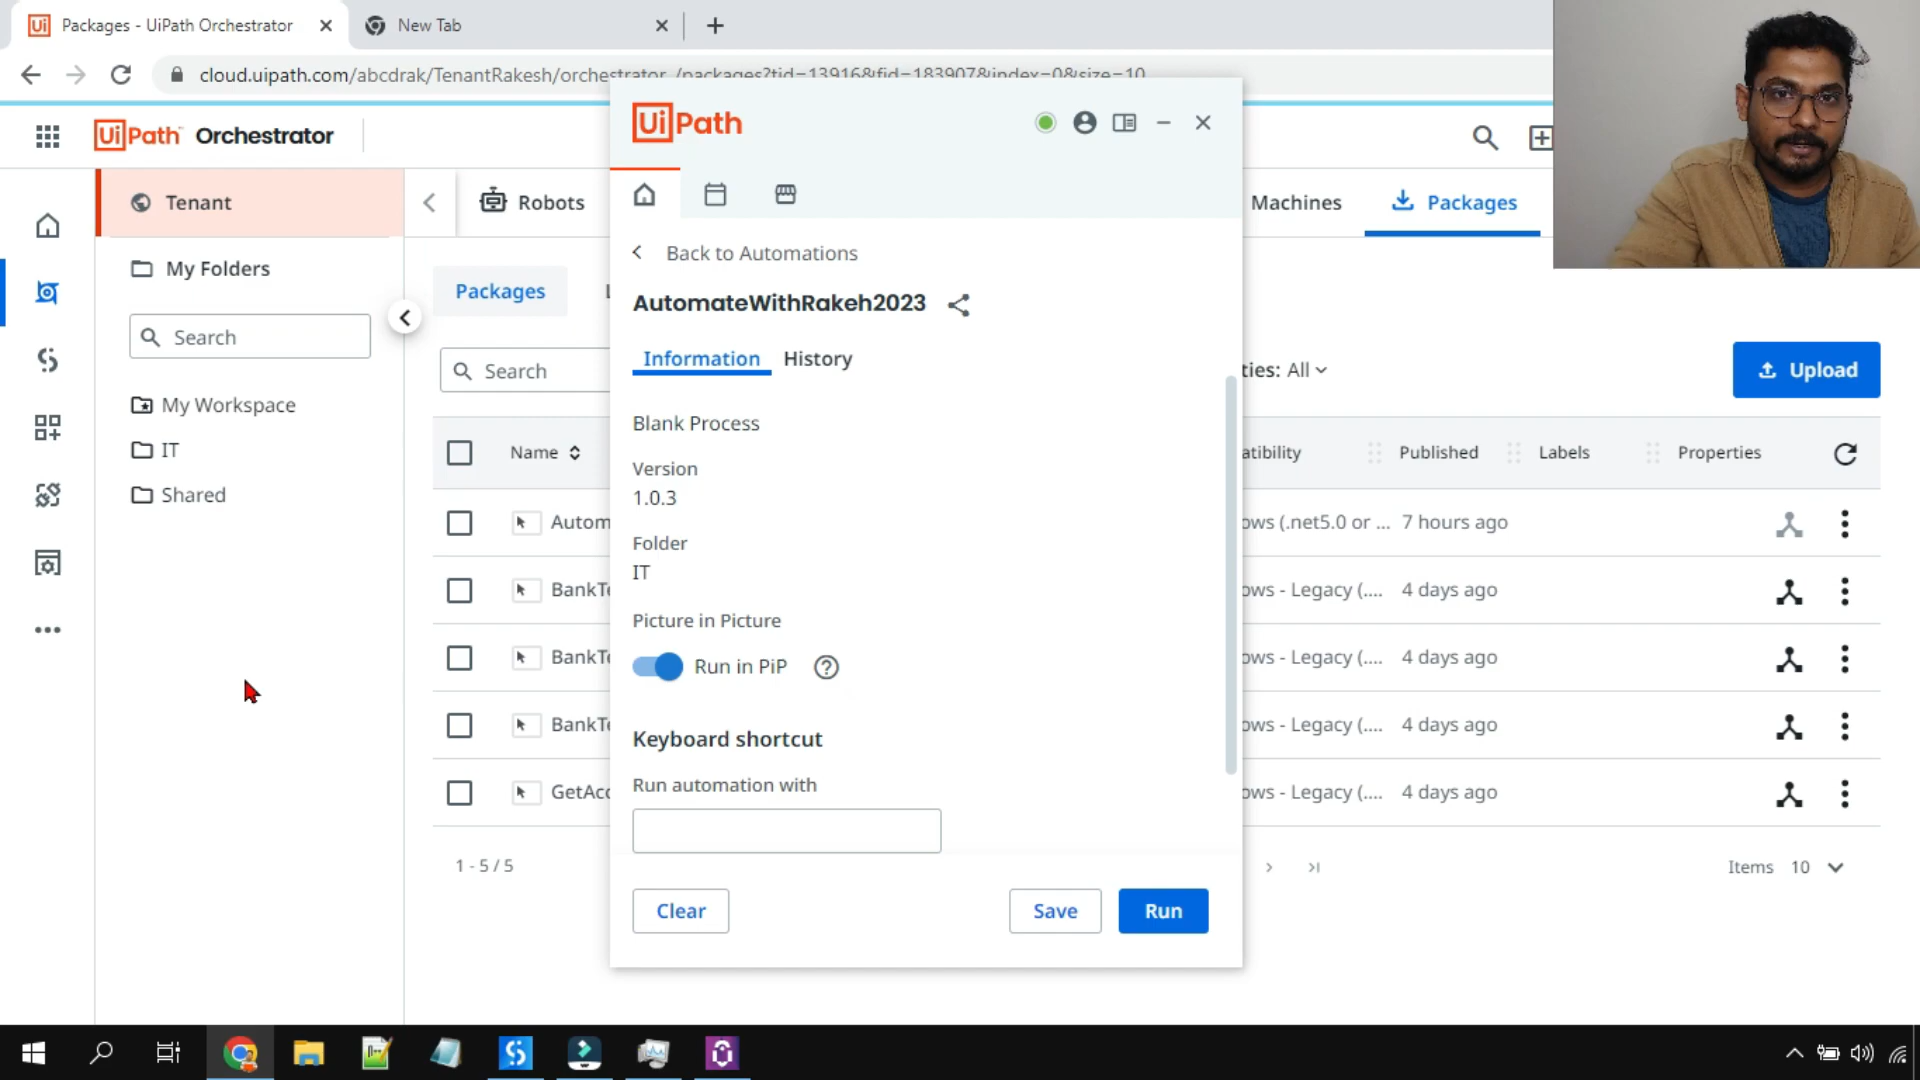 Packages - UiPath Orchestrator
New Tab
cloud.uipath.com/abcdrak/TenantRakesh/orchestrator_/packages?tid=13916&fid=183907&index=0&size=10
UiPath Orchestrator
UiPath
Tenant
Robots
Machines
Packages
My Folders
Back to Automations
Packages
AutomateWithRakeh2023
Search
Information
History
Search
ties: All
Upload
My Workspace
Blank Process
IT
Name
Version
atibility
Published
Labels
Properties
Shared
1.0.3
Autom
ows (.net5.0 or ...
7 hours ago
Folder
IT
BankTe
ows - Legacy (....
4 days ago
Picture in Picture
BankTe
Run in PiP
ows - Legacy (....
4 days ago
BankTe
Keyboard shortcut
ows - Legacy (....
4 days ago
Run automation with
GetAcc
ows - Legacy (....
4 days ago
1 - 5 / 5
Items 10
Clear
Save
Run